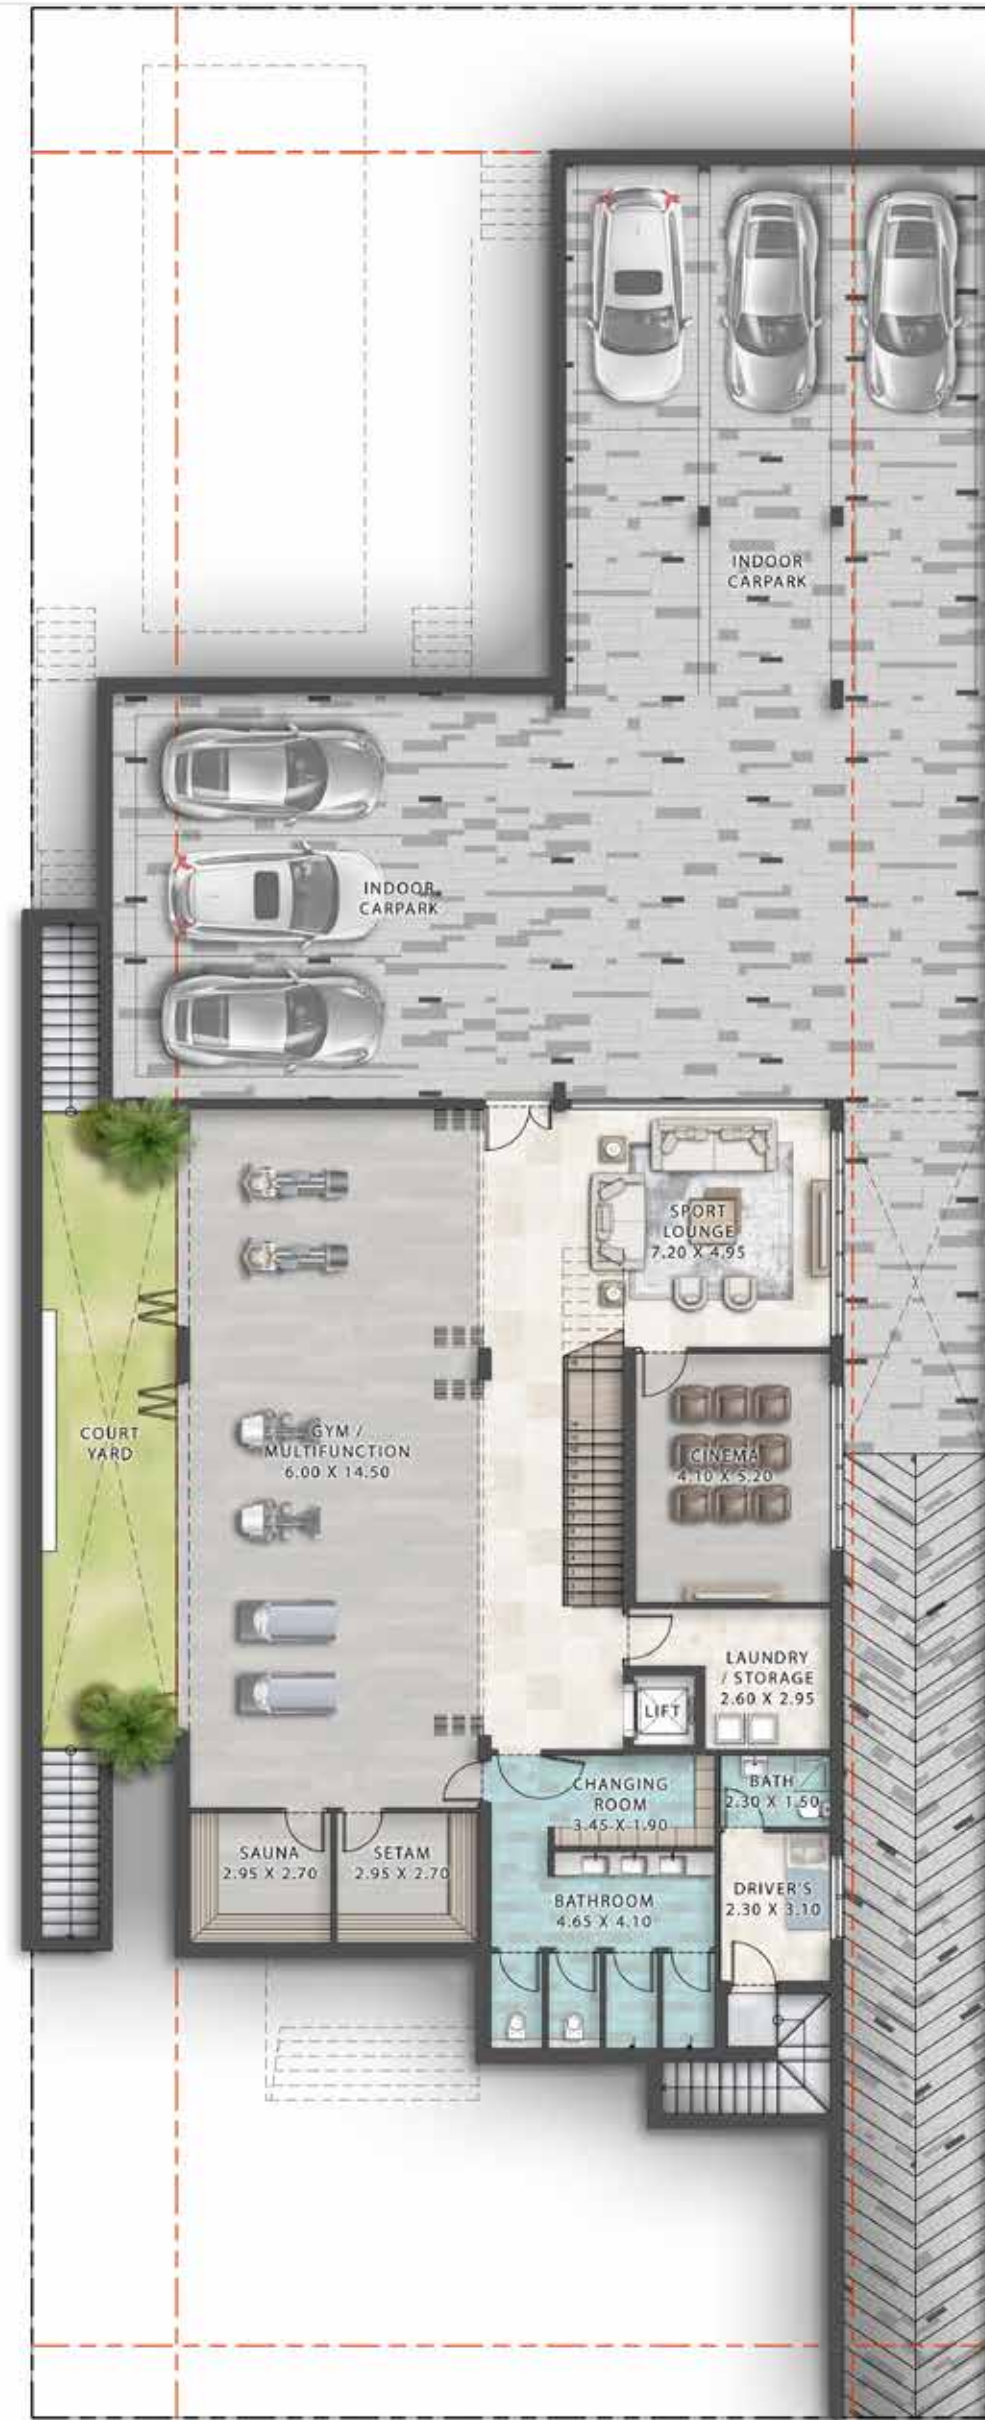 INDOOR
CARPARK
INDOOR
CARPARK
SPORT
LOUNGE
7.20 X 4.95
COURT
YARD
GYM /
MULTIFUNCTION
6.00 X 14.50
CINEMA
4.10 X 5.20
LAUNDRY
/ STORAGE
2.60 X 2.95
LIFT
CHANGING
ROOM
3.45 X 1.90
BATH
2.30 X 1.50
SAUNA
2.95 X 2.70
SETAM
2.95 X 2.70
DRIVER'S
2.30 X 3.10
BATHROOM
4.65 X 4.10